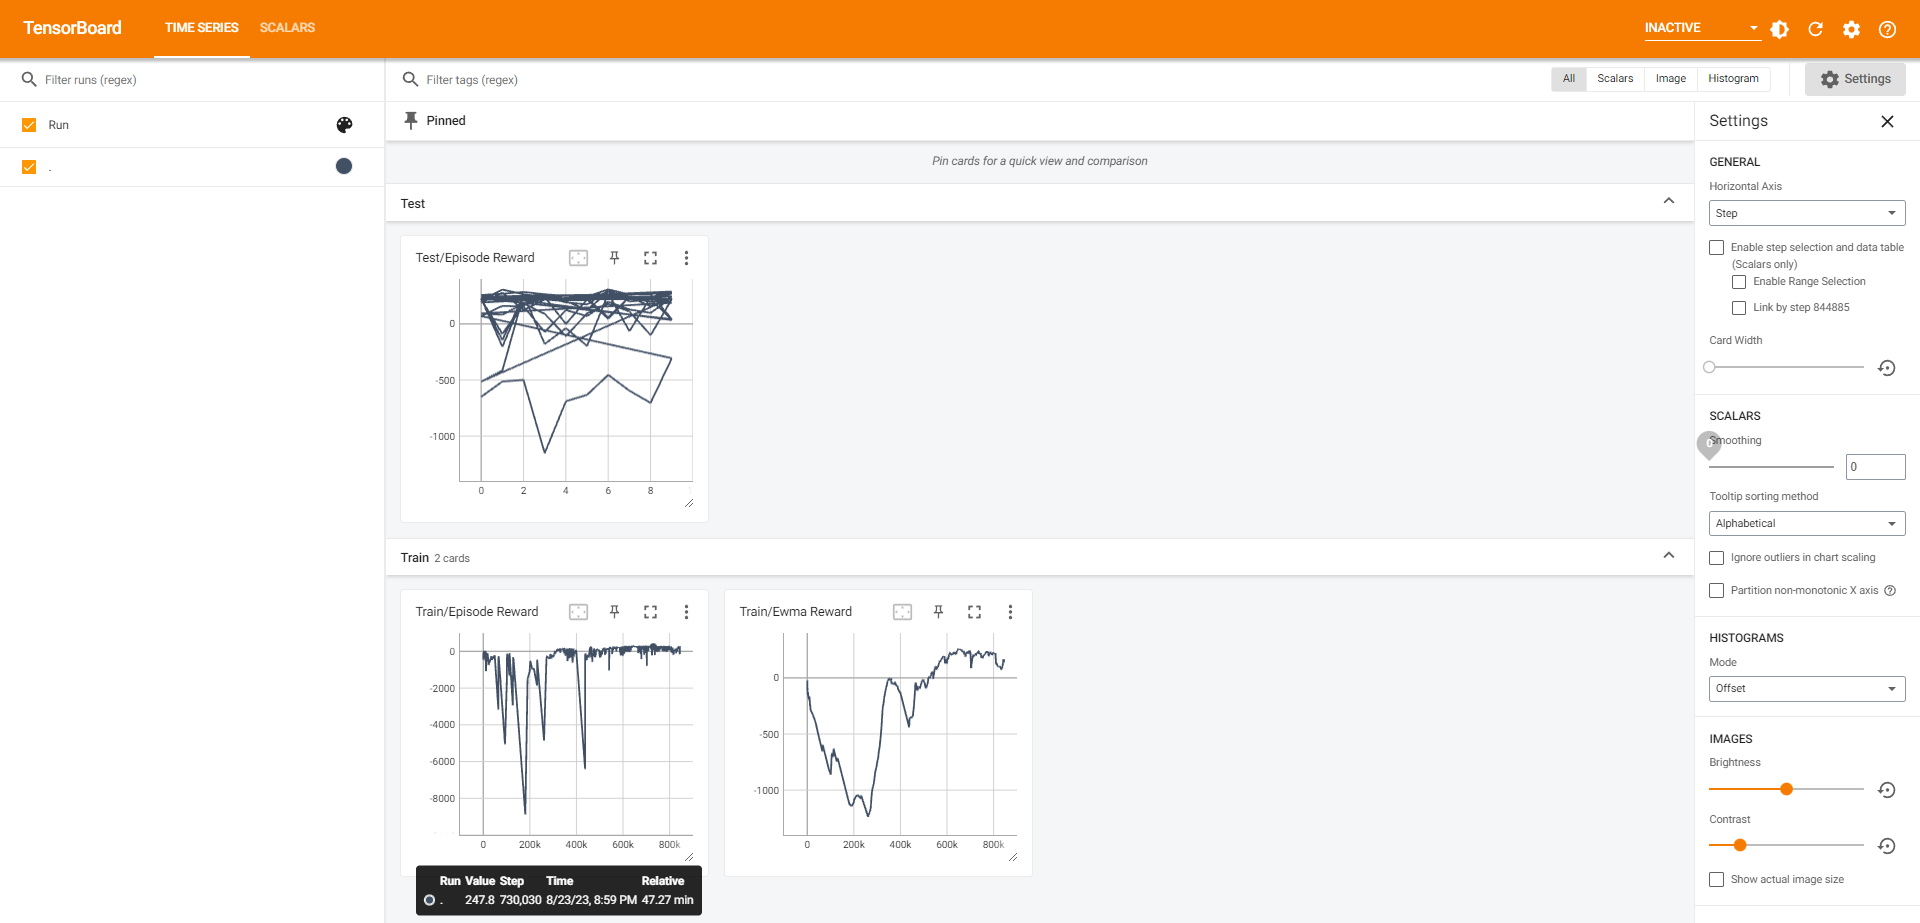 TensorBoard
TIME SERIES
SCALARS
INACTIVE
Filter runs (regex)
Filter tags (regex)
All
Scalars
Image
Histogram
Settings
Run
.
Pinned
Pin cards for a quick view and comparison
Test
Test/Episode Reward
0
-500
-1000
0 2 4 6 8
Train 2 cards
Train/Episode Reward
0
-2000
-4000
-6000
-8000
0 200k 400k 600k 800k
Train/Ewma Reward
0
-500
-1000
0 200k 400k 600k 800k
Run Value Step Time Relative
. 247.8 730,030 8/23/23, 8:59 PM 47.27 min
Settings
GENERAL
Horizontal Axis
Step
Enable step selection and data table
(Scalars only)
Enable Range Selection
Link by step 844885
Card Width
SCALARS
Smoothing
0
0
Tooltip sorting method
Alphabetical
Ignore outliers in chart scaling
Partition non-monotonic X axis
HISTOGRAMS
Mode
Offset
IMAGES
Brightness
Contrast
Show actual image size